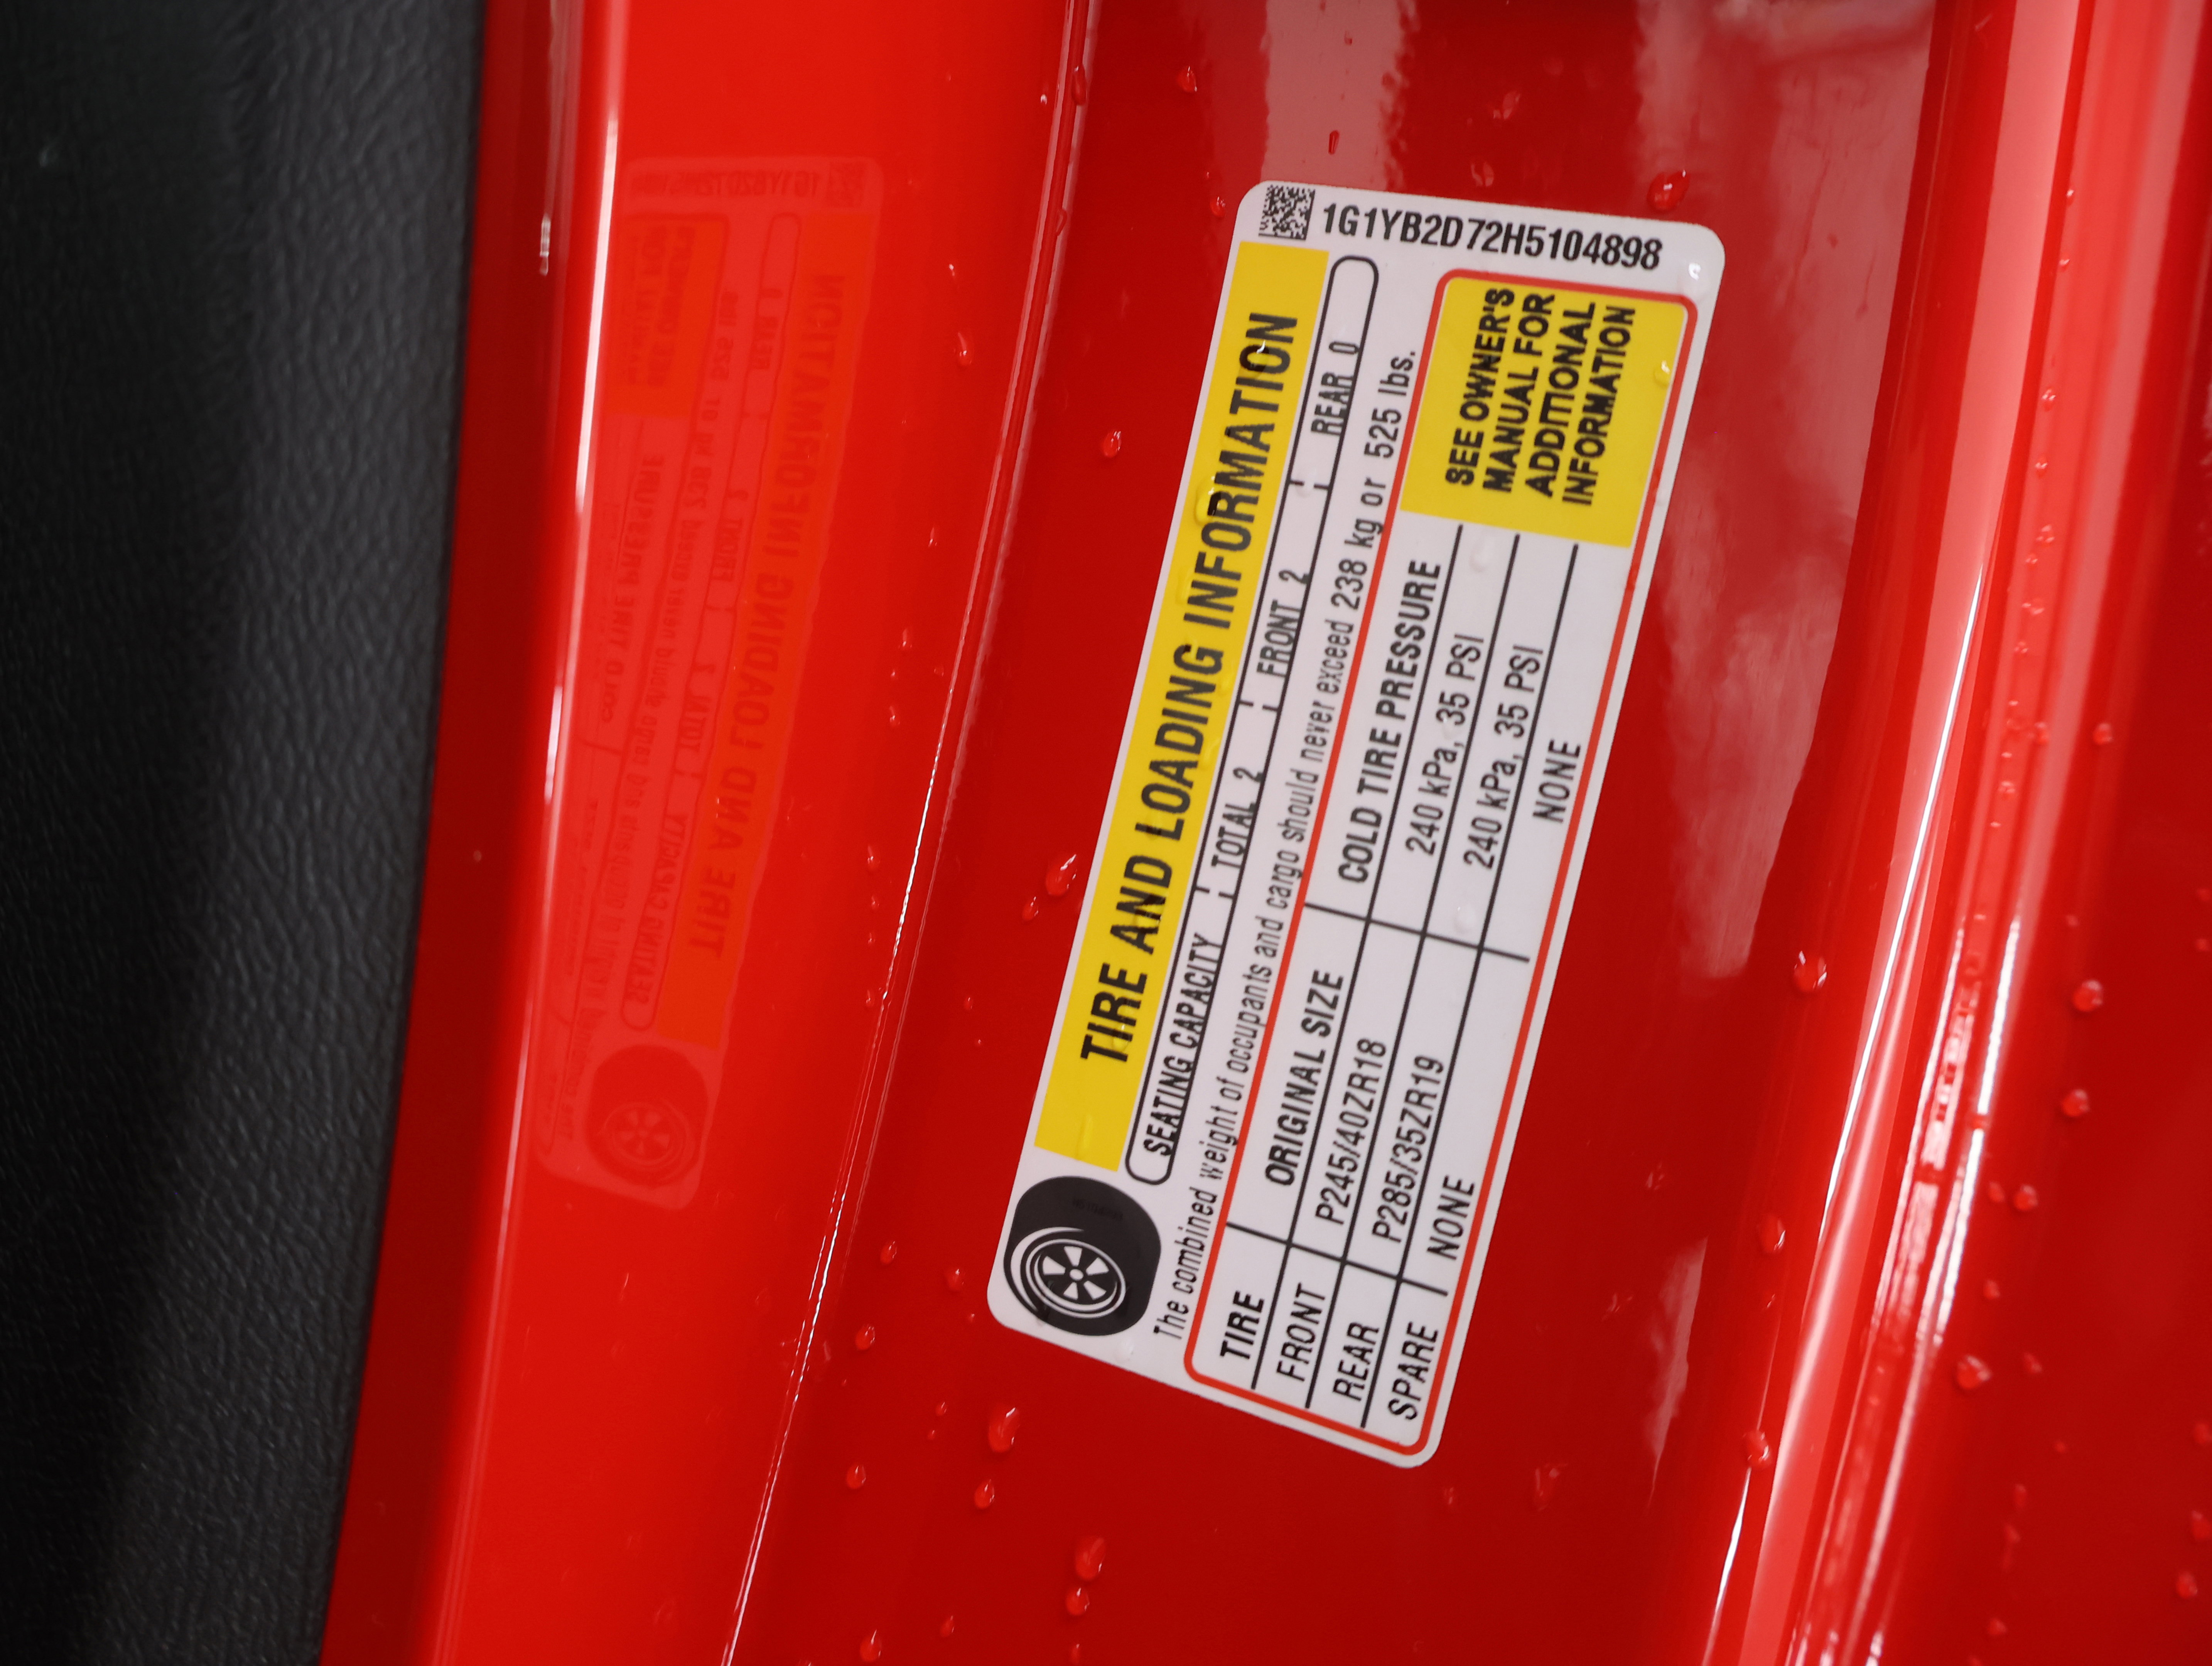 1G1YB2D72H5104898
TIRE AND LOADING INFORMATION
SEATING CAPACITY TOTAL 2 FRONT 2 REAR 0
The combined weight of occupants and cargo should never exceed 238 kg or 525 lbs.
TIRE ORIGINAL SIZE COLD TIRE PRESSURE
FRONT P245/40ZR18 240 kPa, 35 PSI
REAR P285/35ZR19 240 kPa, 35 PSI
SPARE NONE NONE
SEE OWNER'S
MANUAL FOR
ADDITIONAL
INFORMATION